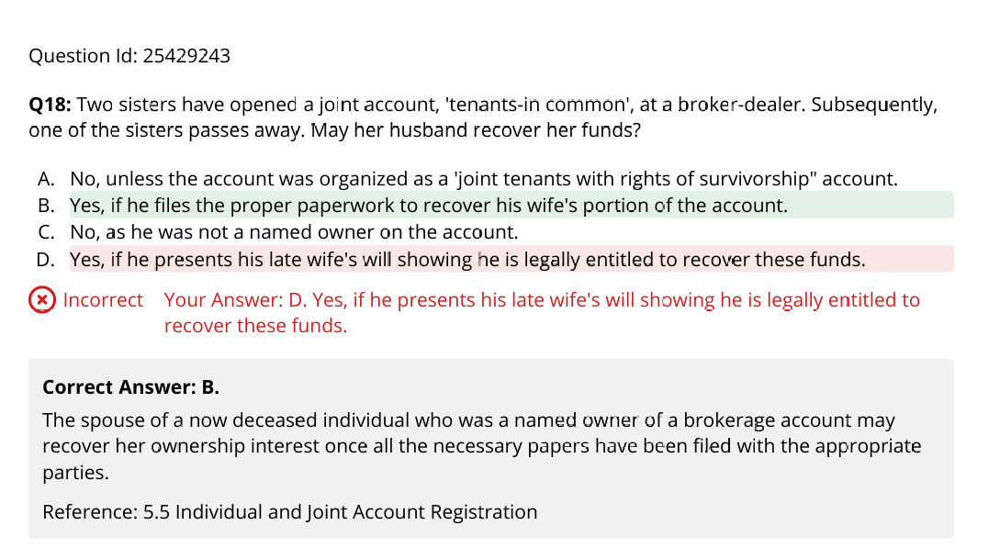 Question Id: 25429243
Q18: Two sisters have opened a joint account, 'tenants-in common', at a broker-dealer. Subsequently,
one of the sisters passes away. May her husband recover her funds?
A. No, unless the account was organized as a 'joint tenants with rights of survivorship" account.
B. Yes, if he files the proper paperwork to recover his wife's portion of the account.
C. No, as he was not a named owner on the account.
D. Yes, if he presents his late wife's will showing he is legally entitled to recover these funds.
Incorrect Your Answer: D. Yes, if he presents his late wife's will showing he is legally entitled to
recover these funds.
Correct Answer: B.
The spouse of a now deceased individual who was a named owner of a brokerage account may
recover her ownership interest once all the necessary papers have been filed with the appropriate
parties.
Reference: 5.5 Individual and Joint Account Registration